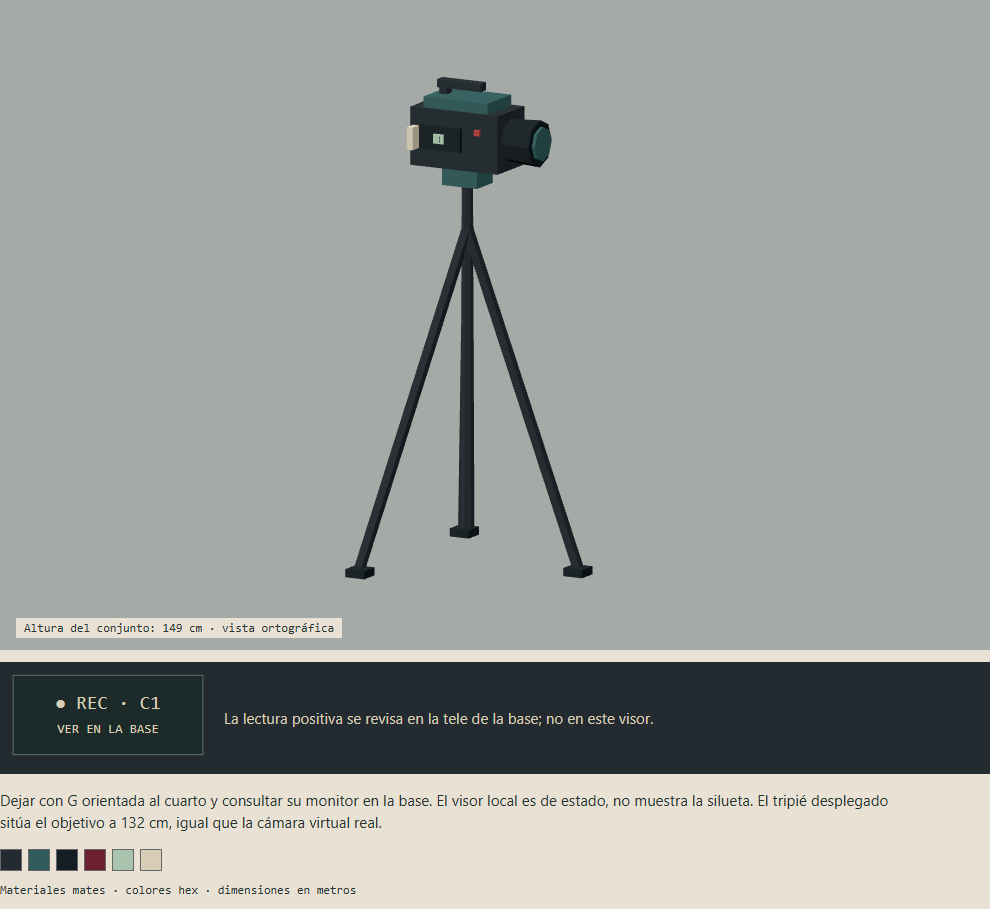 Altura del conjunto: 149 cm · vista ortográfica
● REC · C1
VER EN LA BASE
La lectura positiva se revisa en la tele de la base; no en este visor.
Dejar con G orientada al cuarto y consultar su monitor en la base. El visor local es de estado, no muestra la silueta. El tripié desplegado
sitúa el objetivo a 132 cm, igual que la cámara virtual real.
Materiales mates · colores hex · dimensiones en metros